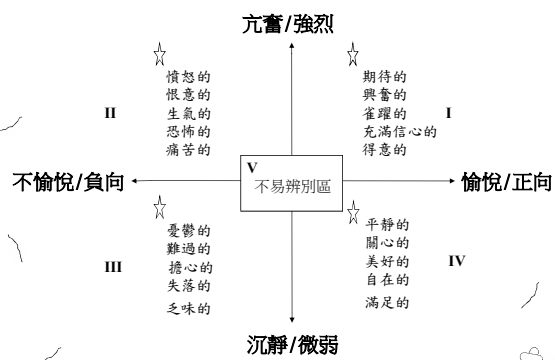 亢奮/強烈
憤怒的
恨意的
生氣的
恐怖的
痛苦的
II
期待的
興奮的
雀躍的
充滿信心的
得意的
I
不愉悅/負向
V
不易辨別區
愉悅/正向
憂鬱的
難過的
擔心的
失落的
乏味的
III
平靜的
關心的
美好的
自在的
滿足的
IV
沉靜/微弱